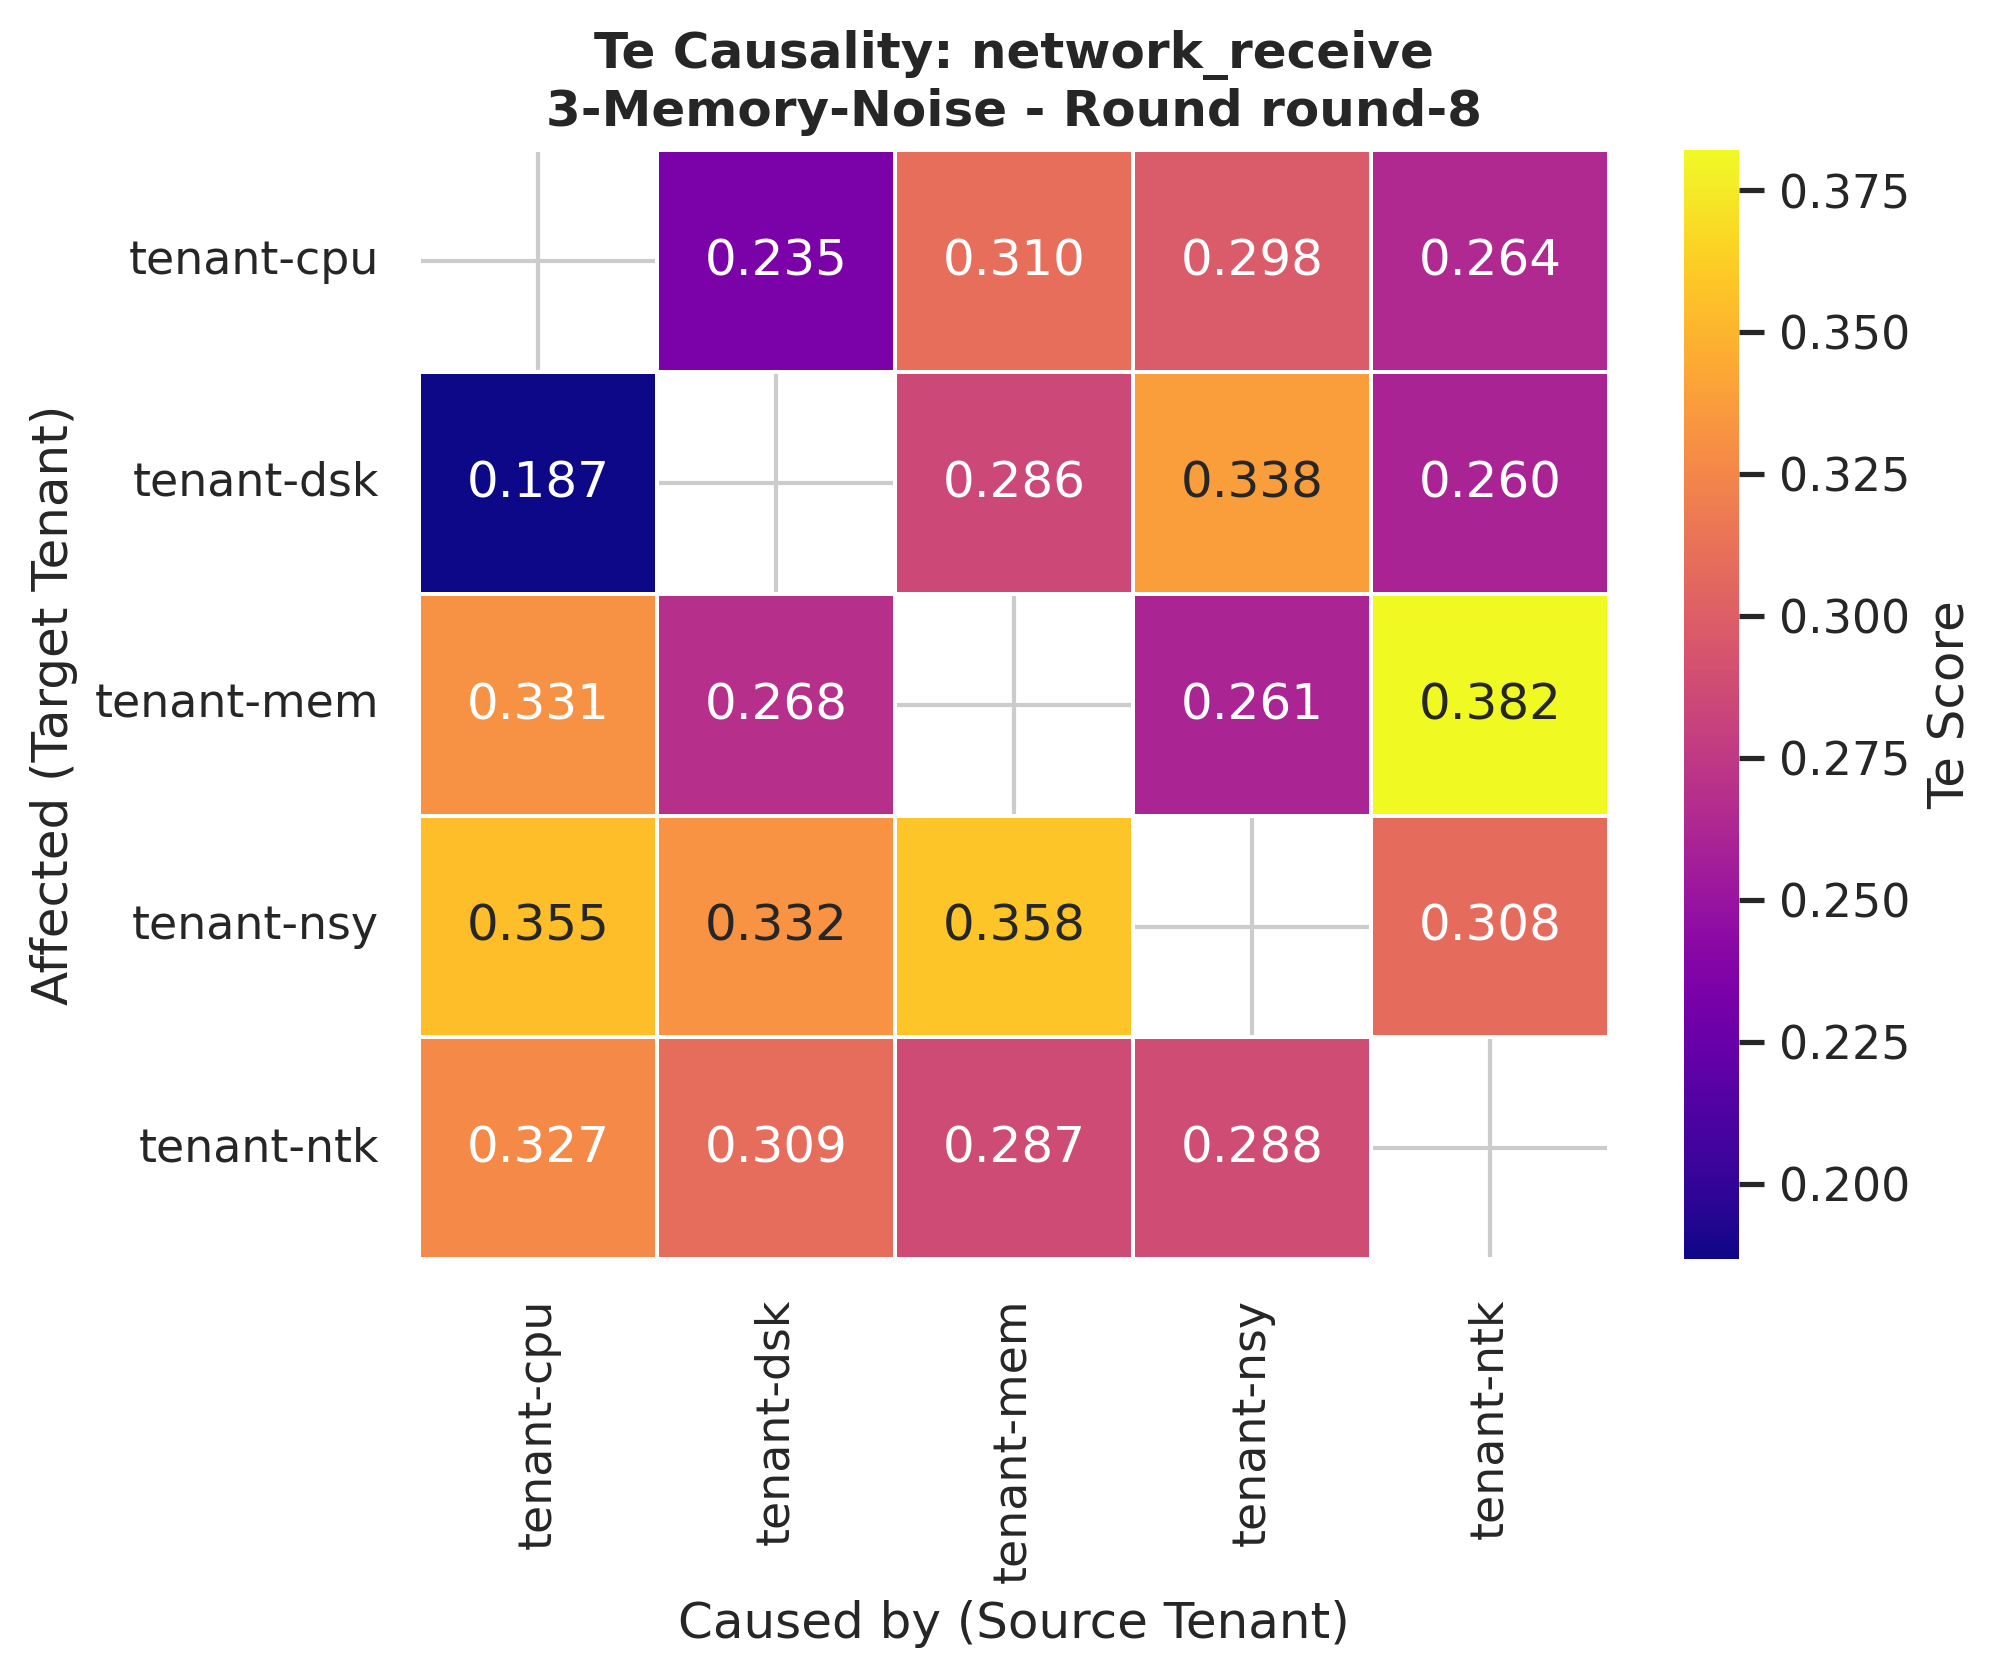 Te Causality: network_receive
3-Memory-Noise - Round round-8
Affected (Target Tenant)
tenant-cpu
0.235
0.310
0.298
0.264
tenant-dsk
0.187
0.286
0.338
0.260
tenant-mem
0.331
0.268
0.261
0.382
tenant-nsy
0.355
0.332
0.358
0.308
tenant-ntk
0.327
0.309
0.287
0.288
tenant-cpu
tenant-dsk
tenant-mem
tenant-nsy
tenant-ntk
Caused by (Source Tenant)
0.375
0.350
0.325
0.300
0.275
0.250
0.225
0.200
Te Score